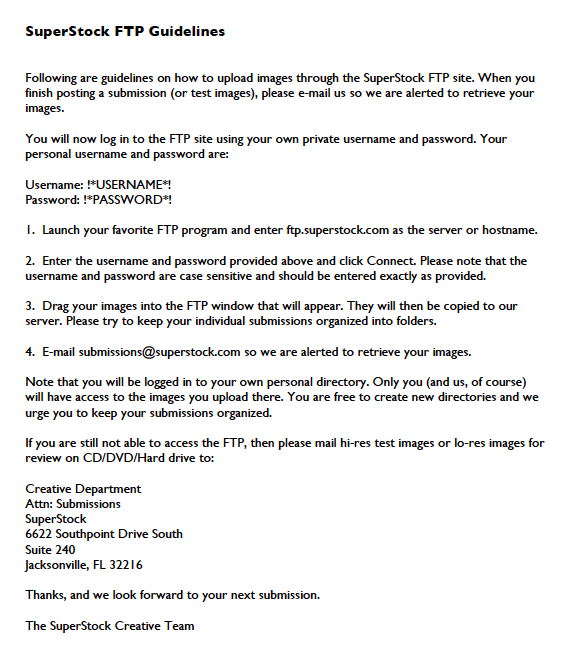 SuperStock FTP Guidelines
Following are guidelines on how to upload images through the SuperStock FTP site. When you
finish posting a submission (or test images), please e-mail us so we are alerted to retrieve your
images.
You will now log in to the FTP site using your own private username and password. Your
personal username and password are:
Username: !*USERNAME*!
Password: !*PASSWORD*!
1. Launch your favorite FTP program and enter ftp.superstock.com as the server or hostname.
2. Enter the username and password provided above and click Connect. Please note that the
username and password are case sensitive and should be entered exactly as provided.
3. Drag your images into the FTP window that will appear. They will then be copied to our
server. Please try to keep your individual submissions organized into folders.
4. E-mail submissions@superstock.com so we are alerted to retrieve your images.
Note that you will be logged in to your own personal directory. Only you (and us, of course)
will have access to the images you upload there. You are free to create new directories and we
urge you to keep your submissions organized.
If you are still not able to access the FTP, then please mail hi-res test images or lo-res images for
review on CD/DVD/Hard drive to:
Creative Department
Attn: Submissions
SuperStock
6622 Southpoint Drive South
Suite 240
Jacksonville, FL 32216
Thanks, and we look forward to your next submission.
The SuperStock Creative Team